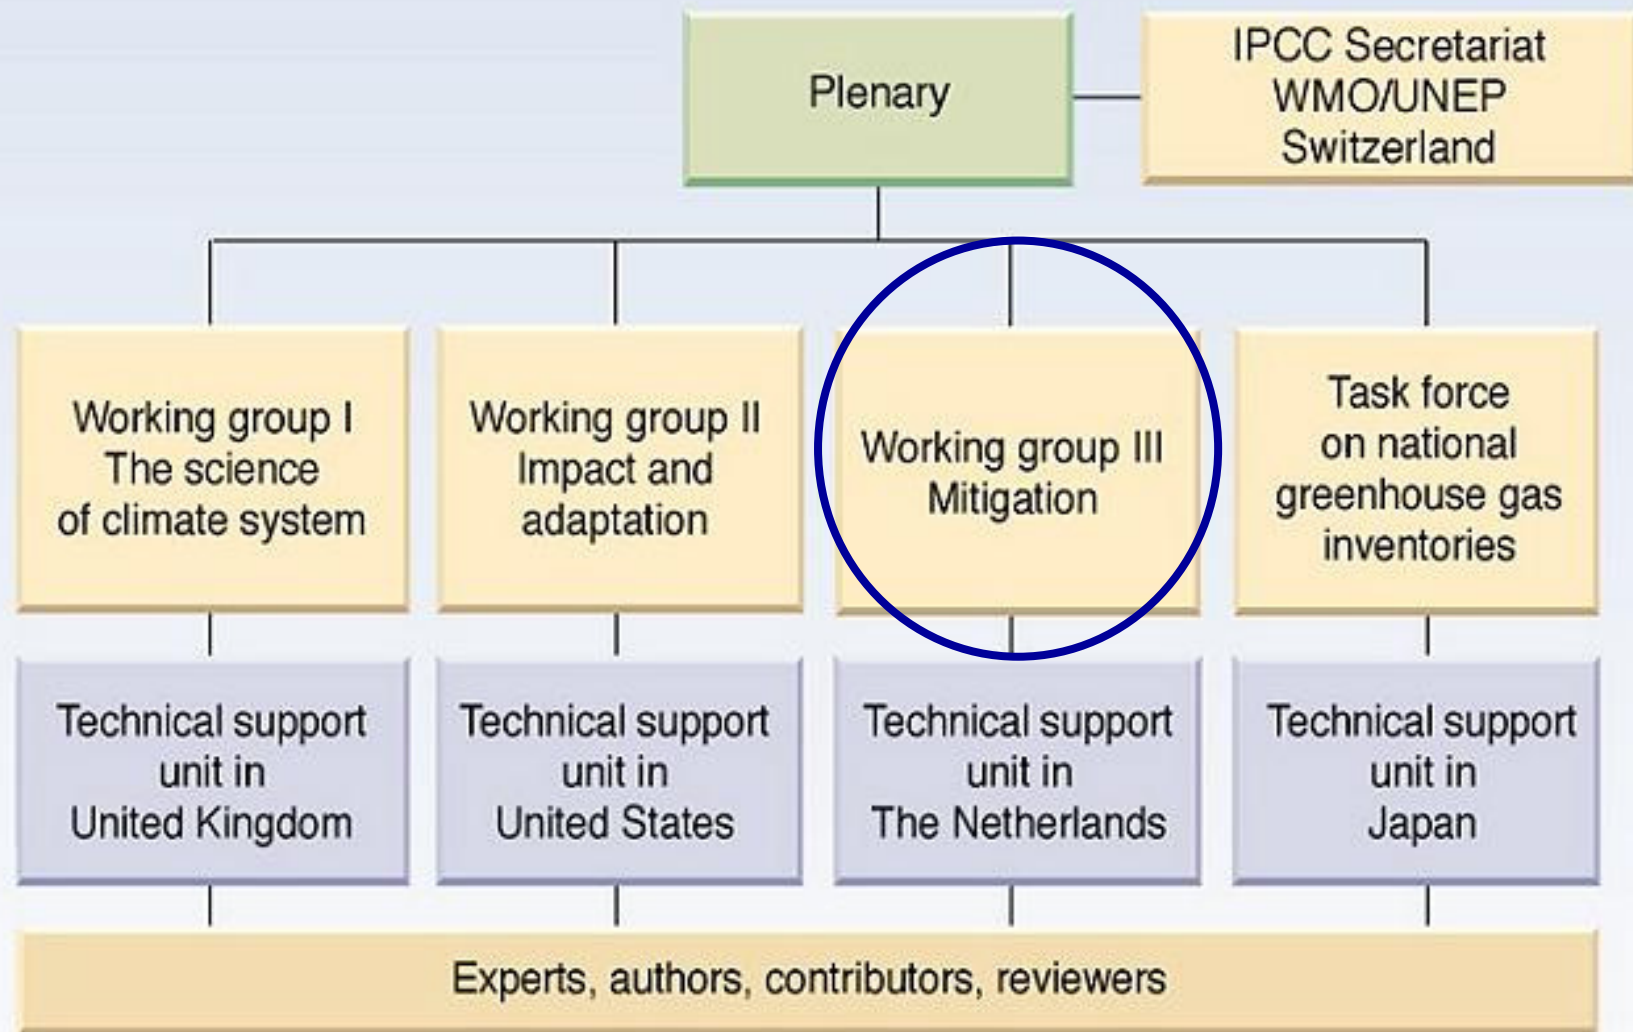 Plenary
IPCC Secretariat
WMO/UNEP
Switzerland
Working group I
The science
of climate system
Working group II
Impact and
adaptation
Working group III
Mitigation
Task force
on national
greenhouse gas
inventories
Technical support
unit in
United Kingdom
Technical support
unit in
United States
Technical support
unit in
The Netherlands
Technical support
unit in
Japan
Experts, authors, contributors, reviewers